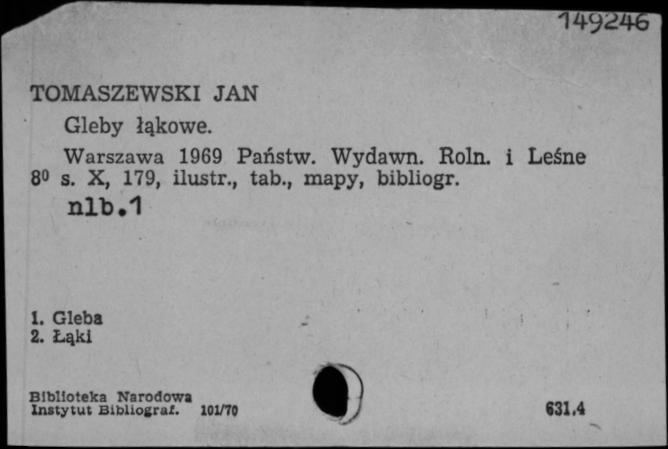 149246
TOMASZEWSKI JAN
Gleby łąkowe.
Warszawa 1969 Państw. Wydawn. Roln. i Leśne
8⁰ s. X, 179, ilustr., tab., mapy, bibliogr.
nlb.1
1. Gleba
2. Łąki
Biblioteka Narodowa
Instytut Bibliograf. 101/70
631.4